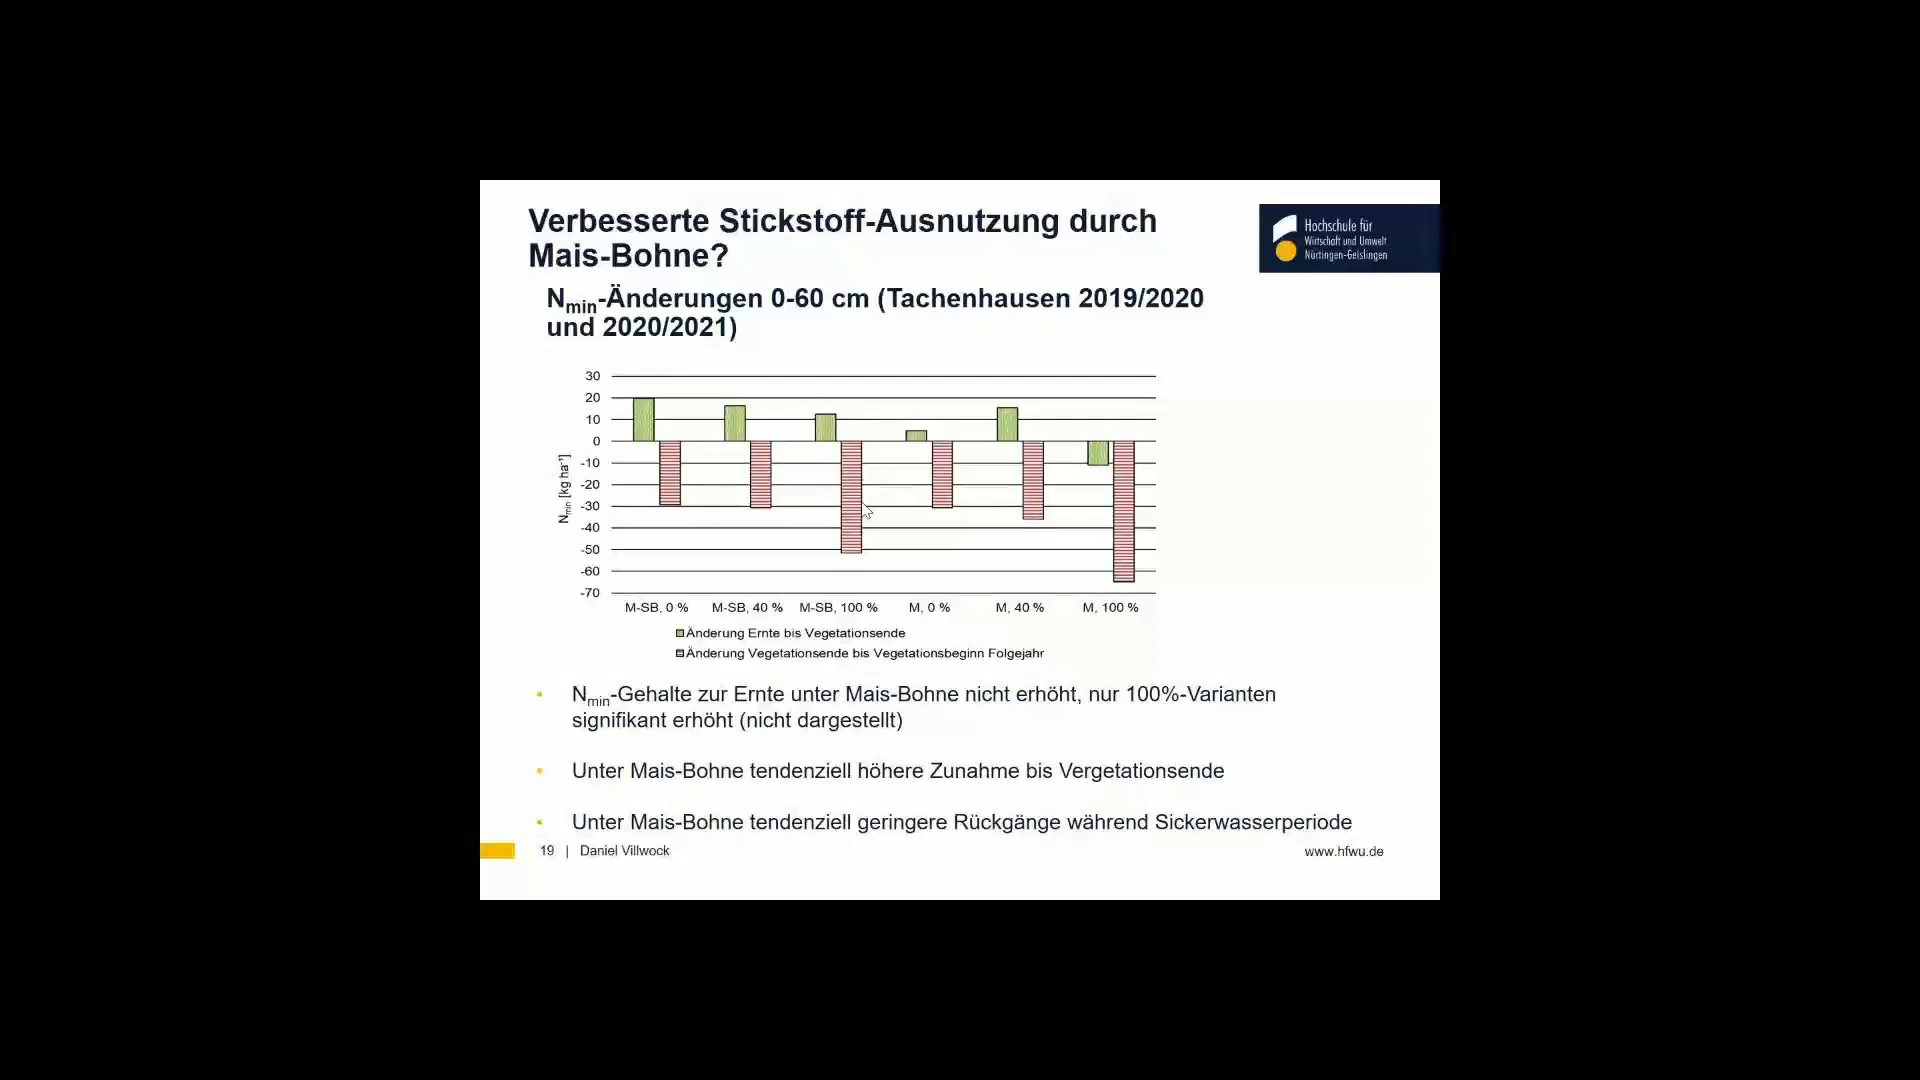 Verbesserte Stickstoff-Ausnutzung durch
Mais-Bohne?
Hochschule für
Wirtschaft und Umwelt
Nürtingen-Geislingen
Nmin-Änderungen 0-60 cm (Tachenhausen 2019/2020
und 2020/2021)
30
20
10
0
-10
-20
-30
-40
-50
-60
-70
Nmin [kg ha⁻¹]
M-SB, 0 % M-SB, 40 % M-SB, 100 % M, 0 % M, 40 % M, 100 %
Änderung Ernte bis Vegetationsende
Änderung Vegetationsende bis Vegetationsbeginn Folgejahr
• Nmin-Gehalte zur Ernte unter Mais-Bohne nicht erhöht, nur 100%-Varianten
signifikant erhöht (nicht dargestellt)
• Unter Mais-Bohne tendenziell höhere Zunahme bis Vergetationsende
• Unter Mais-Bohne tendenziell geringere Rückgänge während Sickerwasserperiode
19 | Daniel Villwock
www.hfwu.de